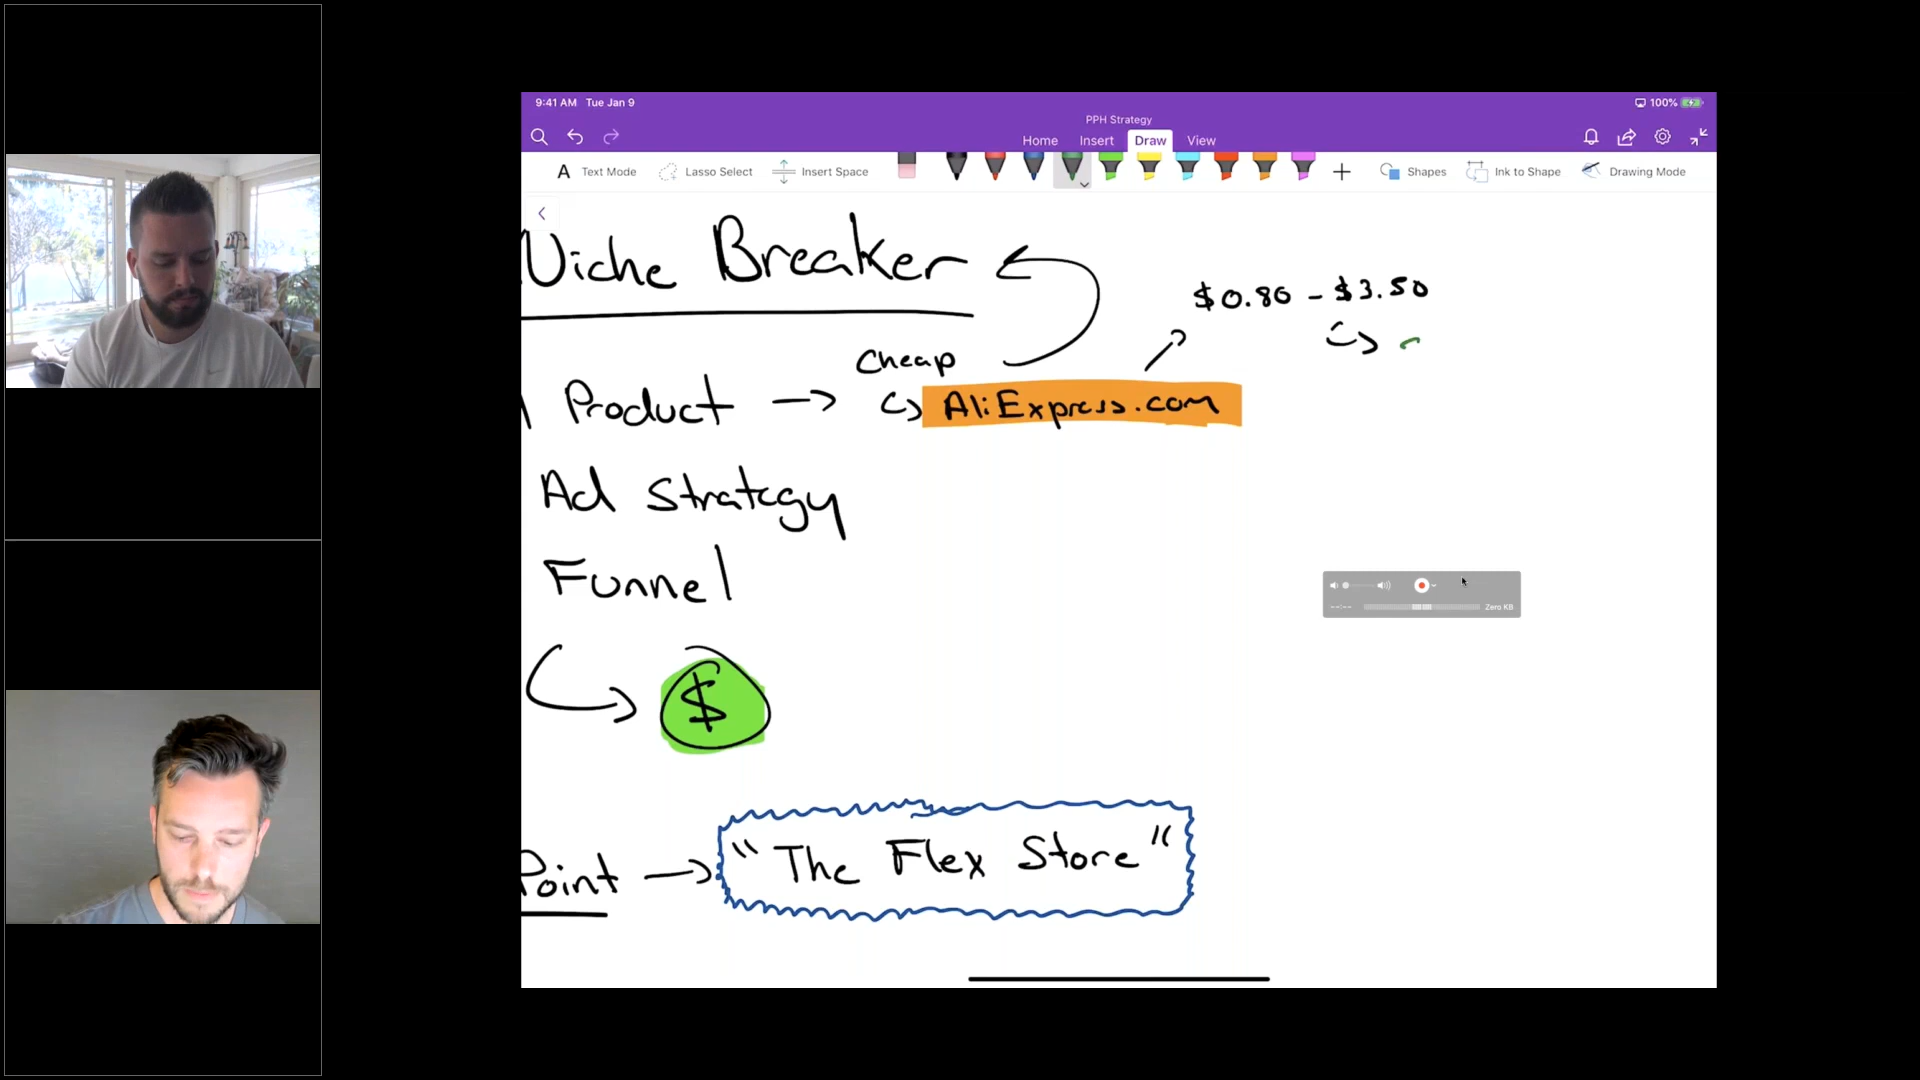 9:41 AM Tue Jan 9
100%
PPH Strategy
Home Insert Draw View
Text Mode Lasso Select Insert Space Shapes Ink to Shape Drawing Mode
Niche Breaker
$0.80 - $3.50
Cheap
Product → AliExpress.com
Ad Strategy
Funnel
$
Point → "The Flex Store"
--:-- Zero KB